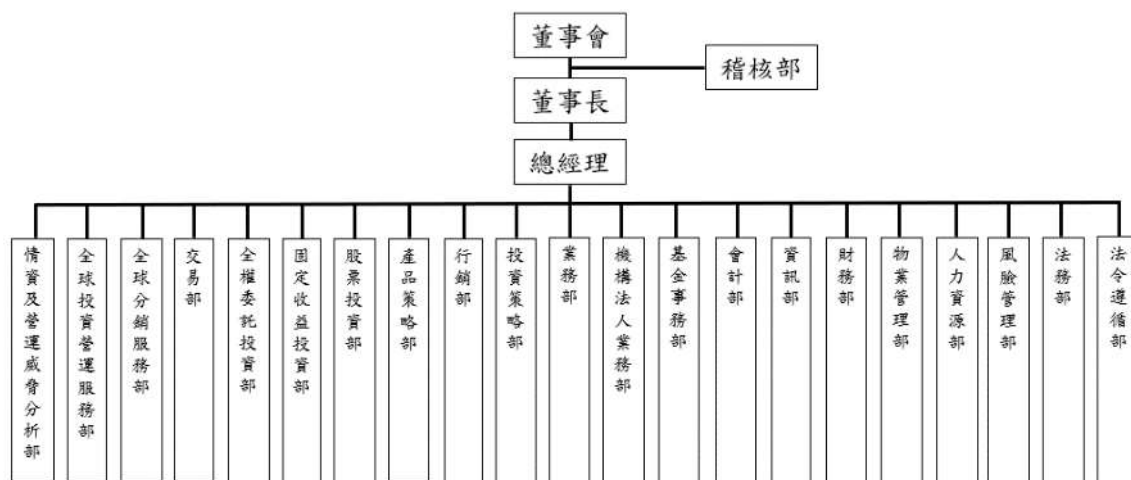 董事會
稽核部
董事長
總經理
情資及營運威脅分析部
全球投資營運服務部
全球分銷服務部
交易部
全權委託投資部
固定收益投資部
股票投資部
產品策略部
行銷部
投資策略部
業務部
機構法人業務部
基金事務部
會計部
資訊部
財務部
物業管理部
人力資源部
風險管理部
法務部
法令遵循部